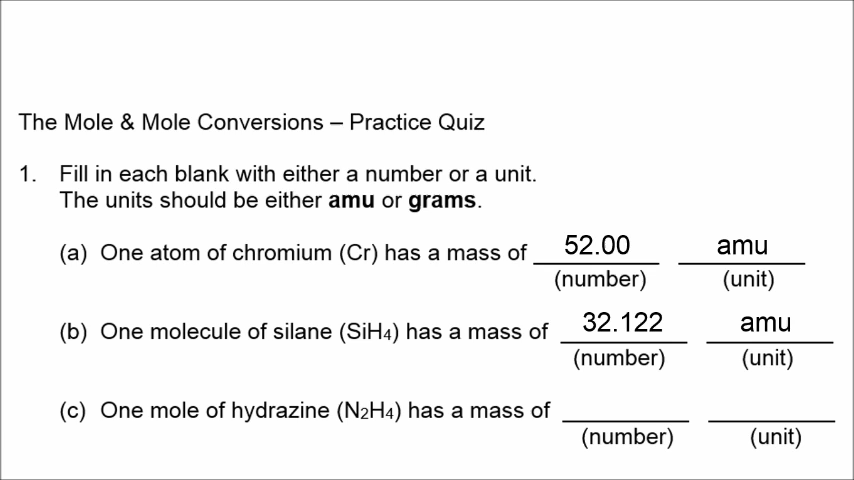 The Mole & Mole Conversions – Practice Quiz
1. Fill in each blank with either a number or a unit.
The units should be either amu or grams.
(a) One atom of chromium (Cr) has a mass of 52.00 amu
(number) (unit)
(b) One molecule of silane (SiH4) has a mass of 32.122 amu
(number) (unit)
(c) One mole of hydrazine (N2H4) has a mass of
(number) (unit)